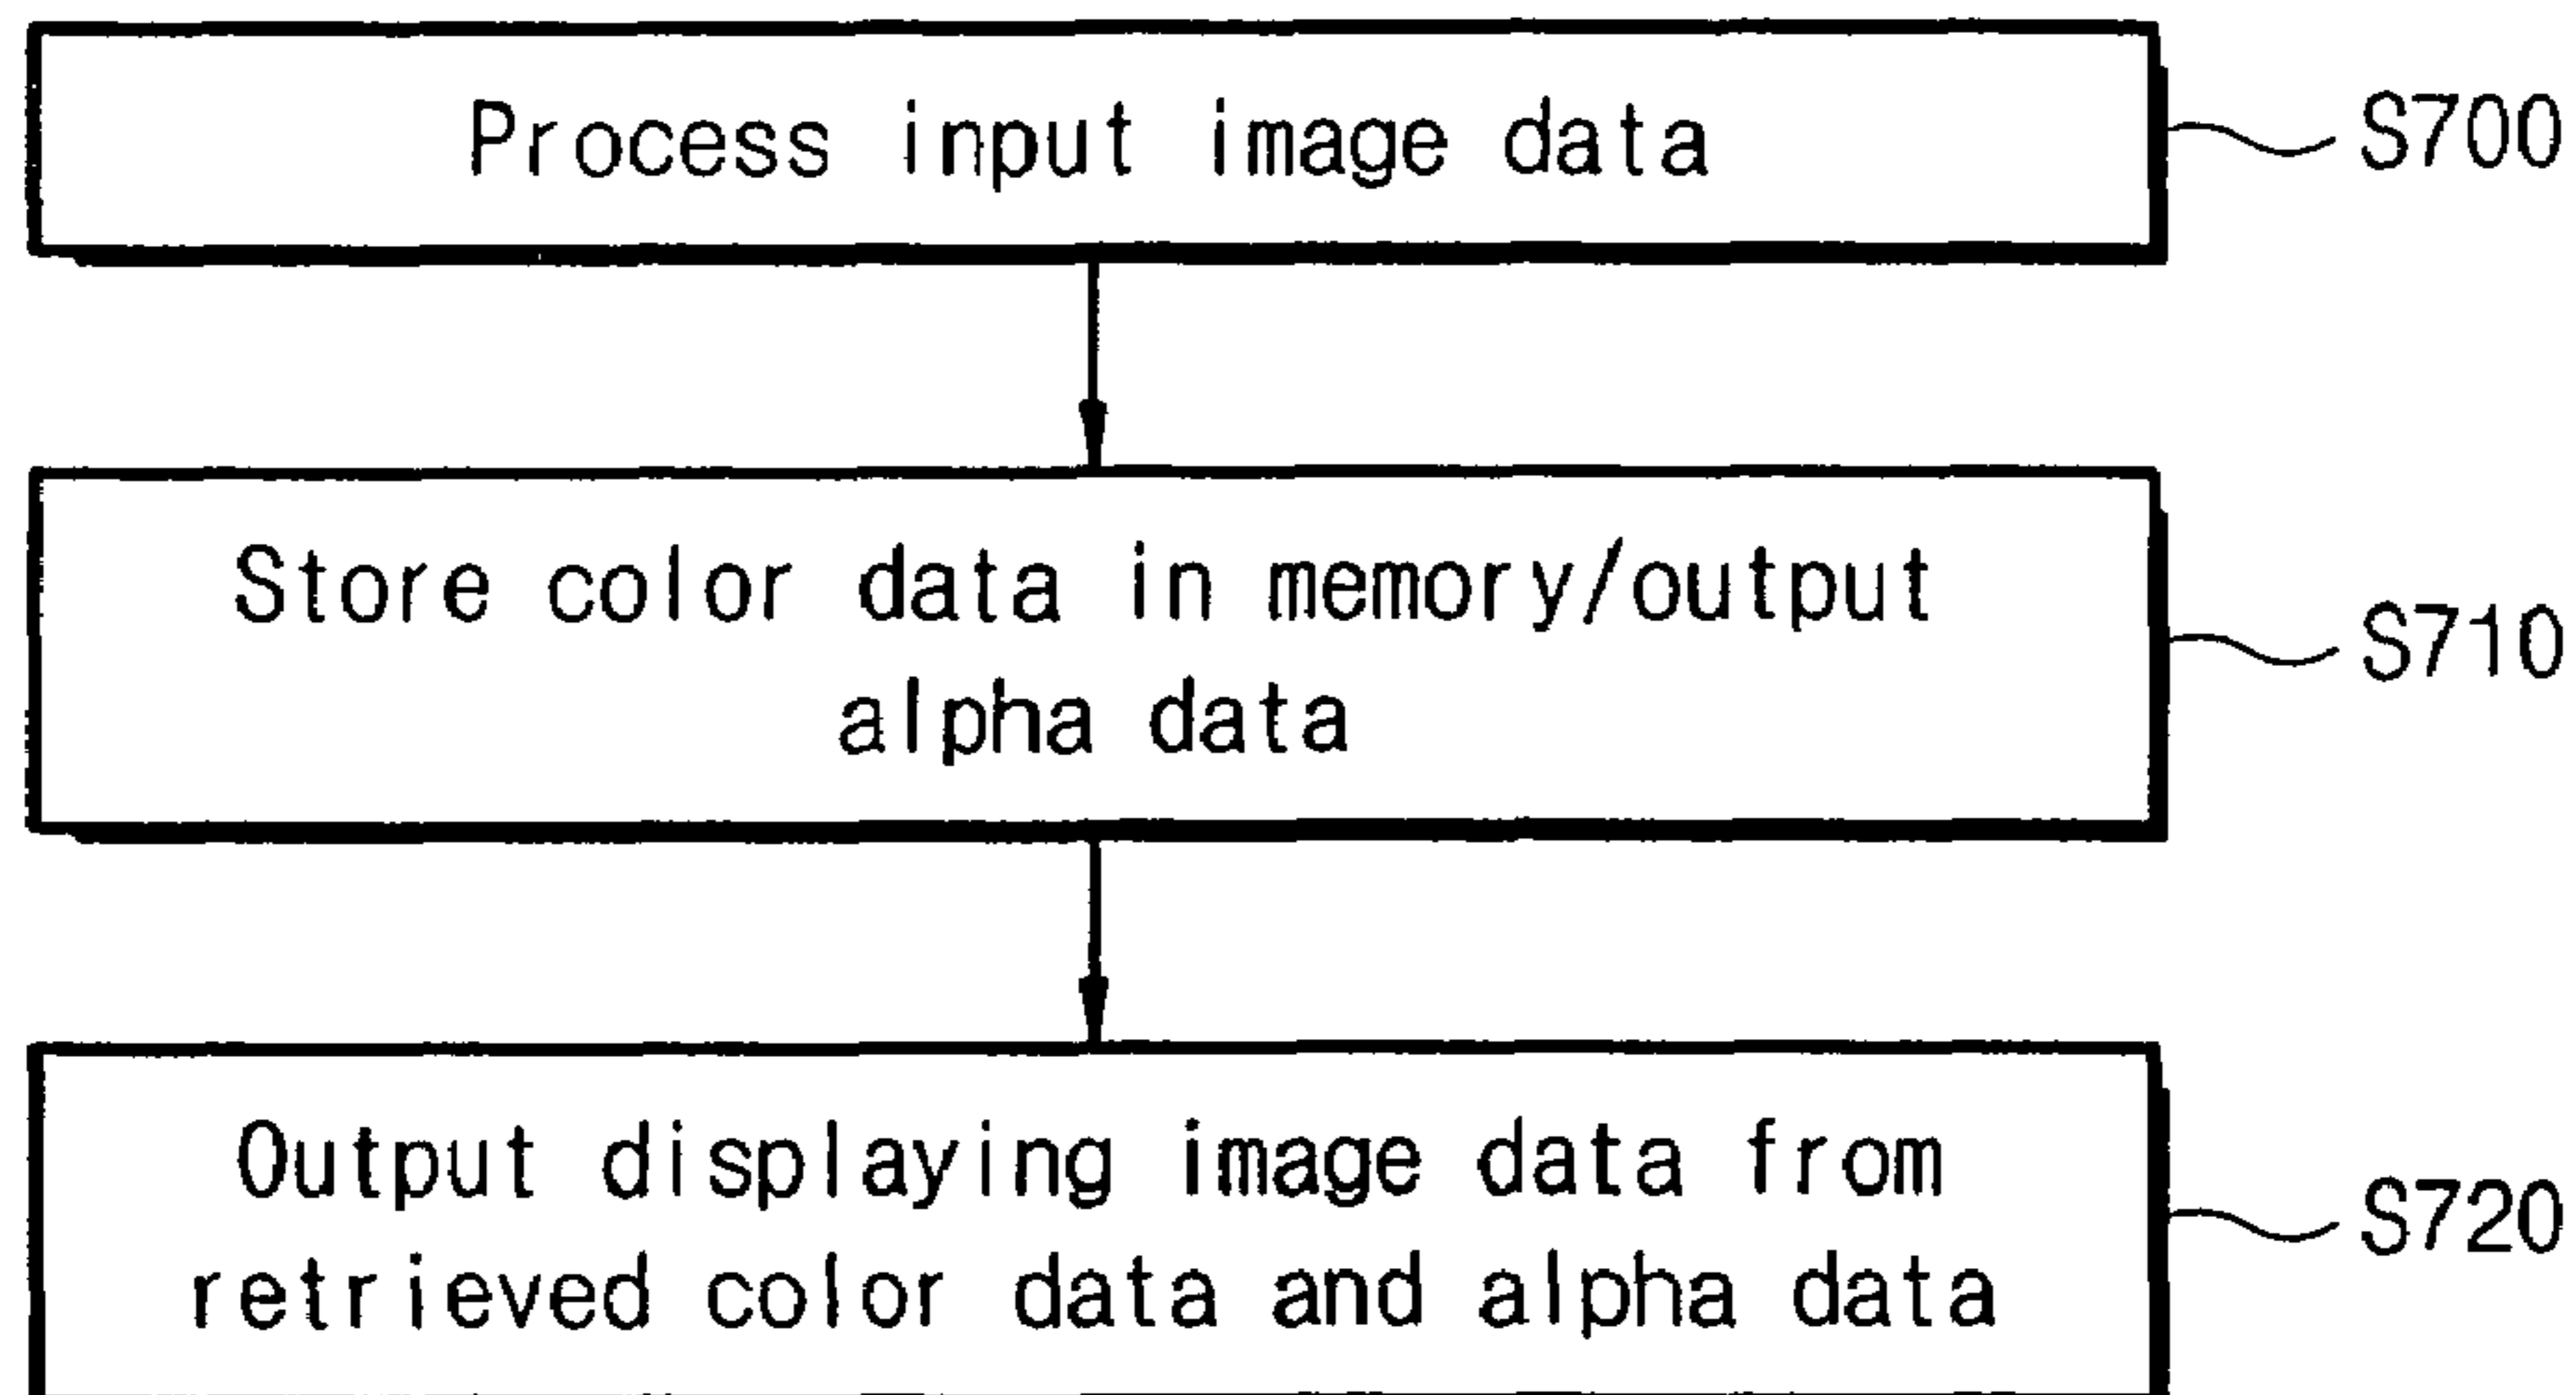 Process input image data
S700
Store color data in memory/output
alpha data
S710
Output displaying image data from
retrieved color data and alpha data
S720